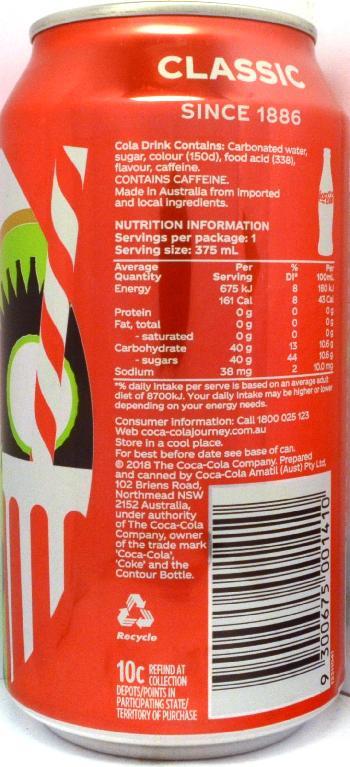 CLASSIC
SINCE 1886
Cola Drink Contains: Carbonated water,
sugar, colour (150d), food acid (338),
flavour, caffeine.
CONTAINS CAFFEINE.
Made in Australia from imported
and local ingredients.
NUTRITION INFORMATION
Servings per package: 1
Serving size: 375 mL
Average Per % Per
Quantity Serving DI* 100mL
Energy 675 kJ 8 180 kJ
161 Cal 8 43 Cal
Protein 0 g 0 0 g
Fat, total 0 g 0 0 g
- saturated 0 g 0 0 g
Carbohydrate 40 g 13 10.6 g
- sugars 40 g 44 10.6 g
Sodium 38 mg 2 10.0 mg
*% daily intake per serve is based on an average adult
diet of 8700kJ. Your daily intake may be higher or lower
depending on your energy needs.
Consumer information: Call 1800 025 123
Web coca-colajourney.com.au
Store in a cool place.
For best before date see base of can.
© 2018 The Coca-Cola Company. Prepared
and canned by Coca-Cola Amatil (Aust) Pty Ltd,
102 Briens Road,
Northmead NSW
2152 Australia,
under authority
of The Coca-Cola
Company, owner
of the trade mark
'Coca-Cola',
'Coke' and the
Contour Bottle.
Recycle
10c REFUND AT
COLLECTION
DEPOTS/POINTS IN
PARTICIPATING STATE/
TERRITORY OF PURCHASE
9 300675 001410